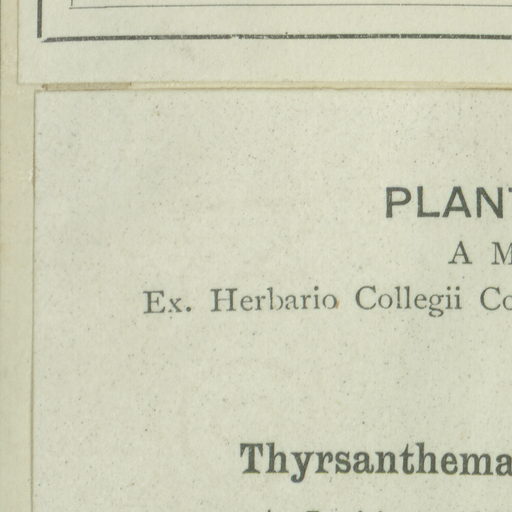 PLANT
A M
Ex. Herbario Collegii Co
Thyrsanthema